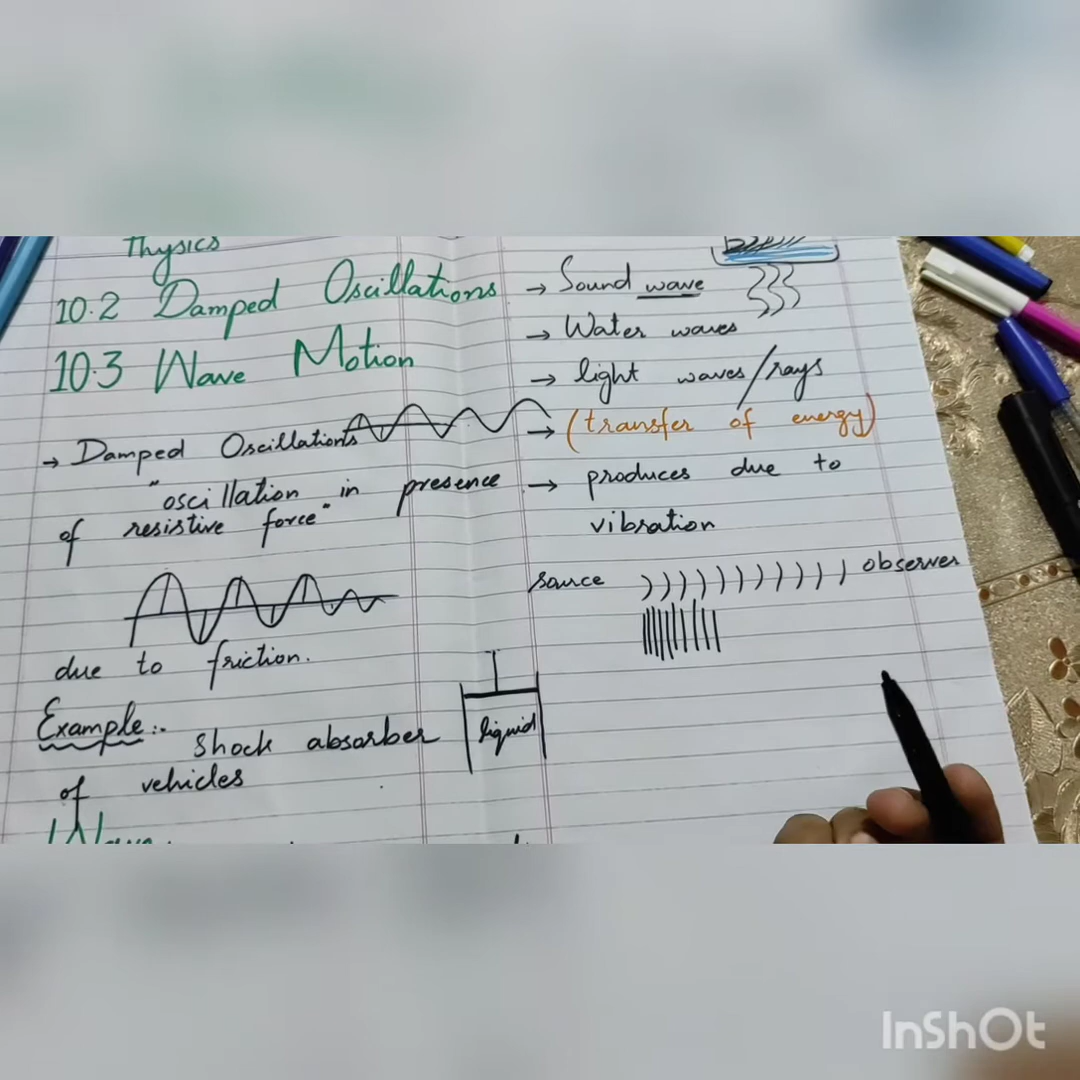 Physics
10.2 Damped Oscillations
10.3 Wave Motion
→ Damped Oscillations
"oscillation in presence
of resistive force"
due to friction.
Example:-
Shock absorber
of vehicles
liquid
Wave
→ Sound wave
→ Water waves
→ light waves/rays
→ (transfer of energy)
→ produces due to
vibration
source observer
InShOt